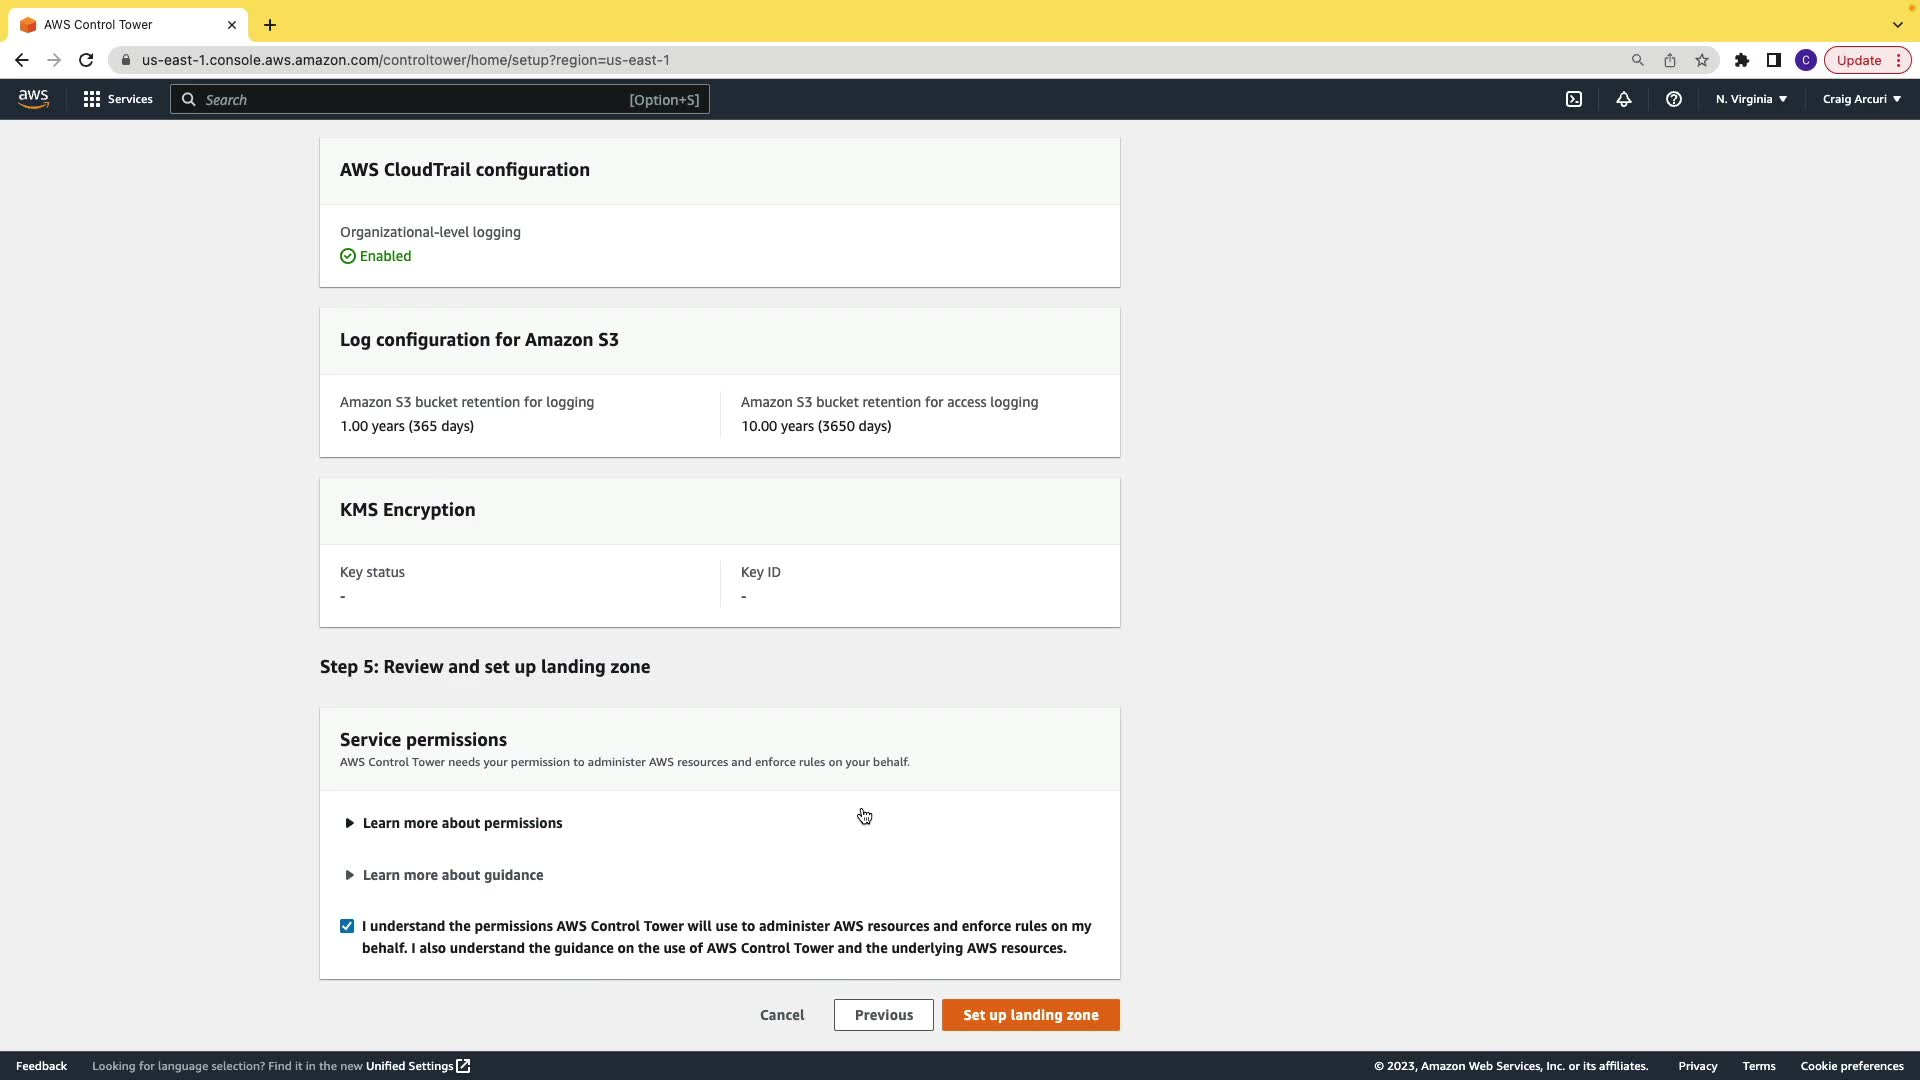 AWS Control Tower
us-east-1.console.aws.amazon.com/controltower/home/setup?region=us-east-1
C
Update
aws
Services
Search
[Option+S]
N. Virginia
Craig Arcuri
AWS CloudTrail configuration
Organizational-level logging
Enabled
Log configuration for Amazon S3
Amazon S3 bucket retention for logging
1.00 years (365 days)
Amazon S3 bucket retention for access logging
10.00 years (3650 days)
KMS Encryption
Key status
-
Key ID
-
Step 5: Review and set up landing zone
Service permissions
AWS Control Tower needs your permission to administer AWS resources and enforce rules on your behalf.
Learn more about permissions
Learn more about guidance
I understand the permissions AWS Control Tower will use to administer AWS resources and enforce rules on my
behalf. I also understand the guidance on the use of AWS Control Tower and the underlying AWS resources.
Cancel
Previous
Set up landing zone
Feedback
Looking for language selection? Find it in the new Unified Settings
© 2023, Amazon Web Services, Inc. or its affiliates.
Privacy
Terms
Cookie preferences